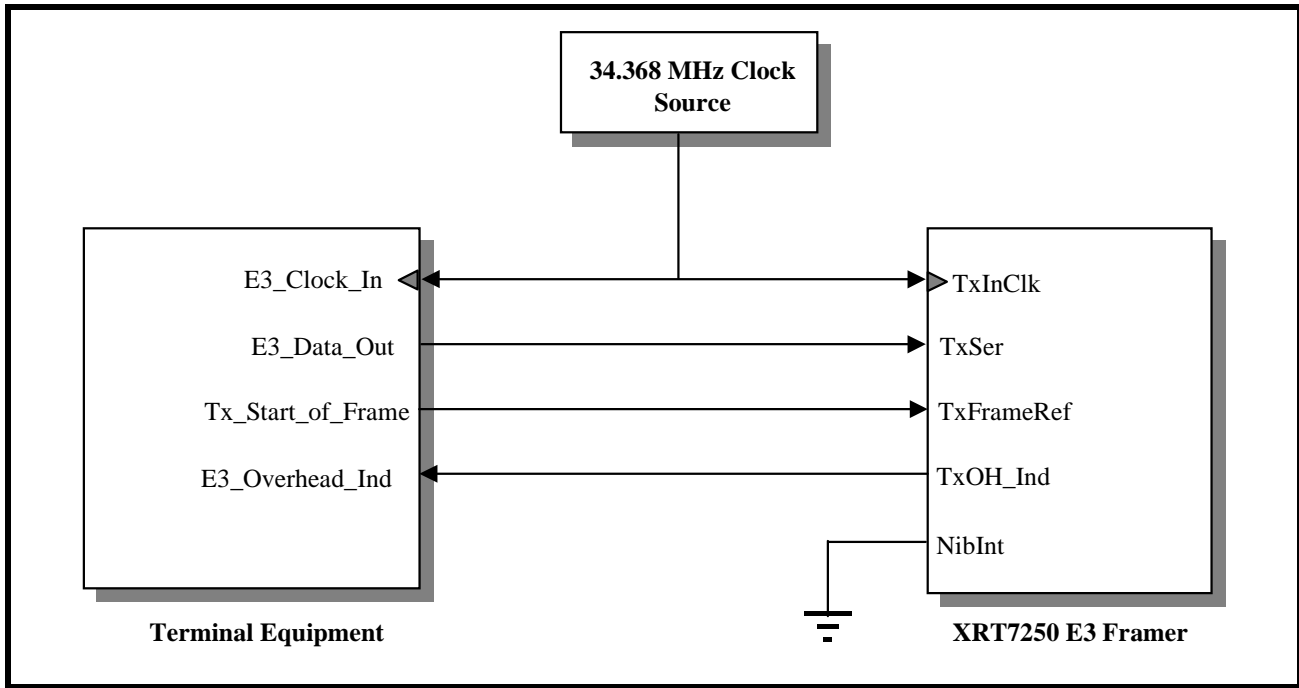 34.368 MHz Clock
Source
E3_Clock_In
E3_Data_Out
Tx_Start_of_Frame
E3_Overhead_Ind
TxInClk
TxSer
TxFrameRef
TxOH_Ind
NibInt
Terminal Equipment
XRT7250 E3 Framer